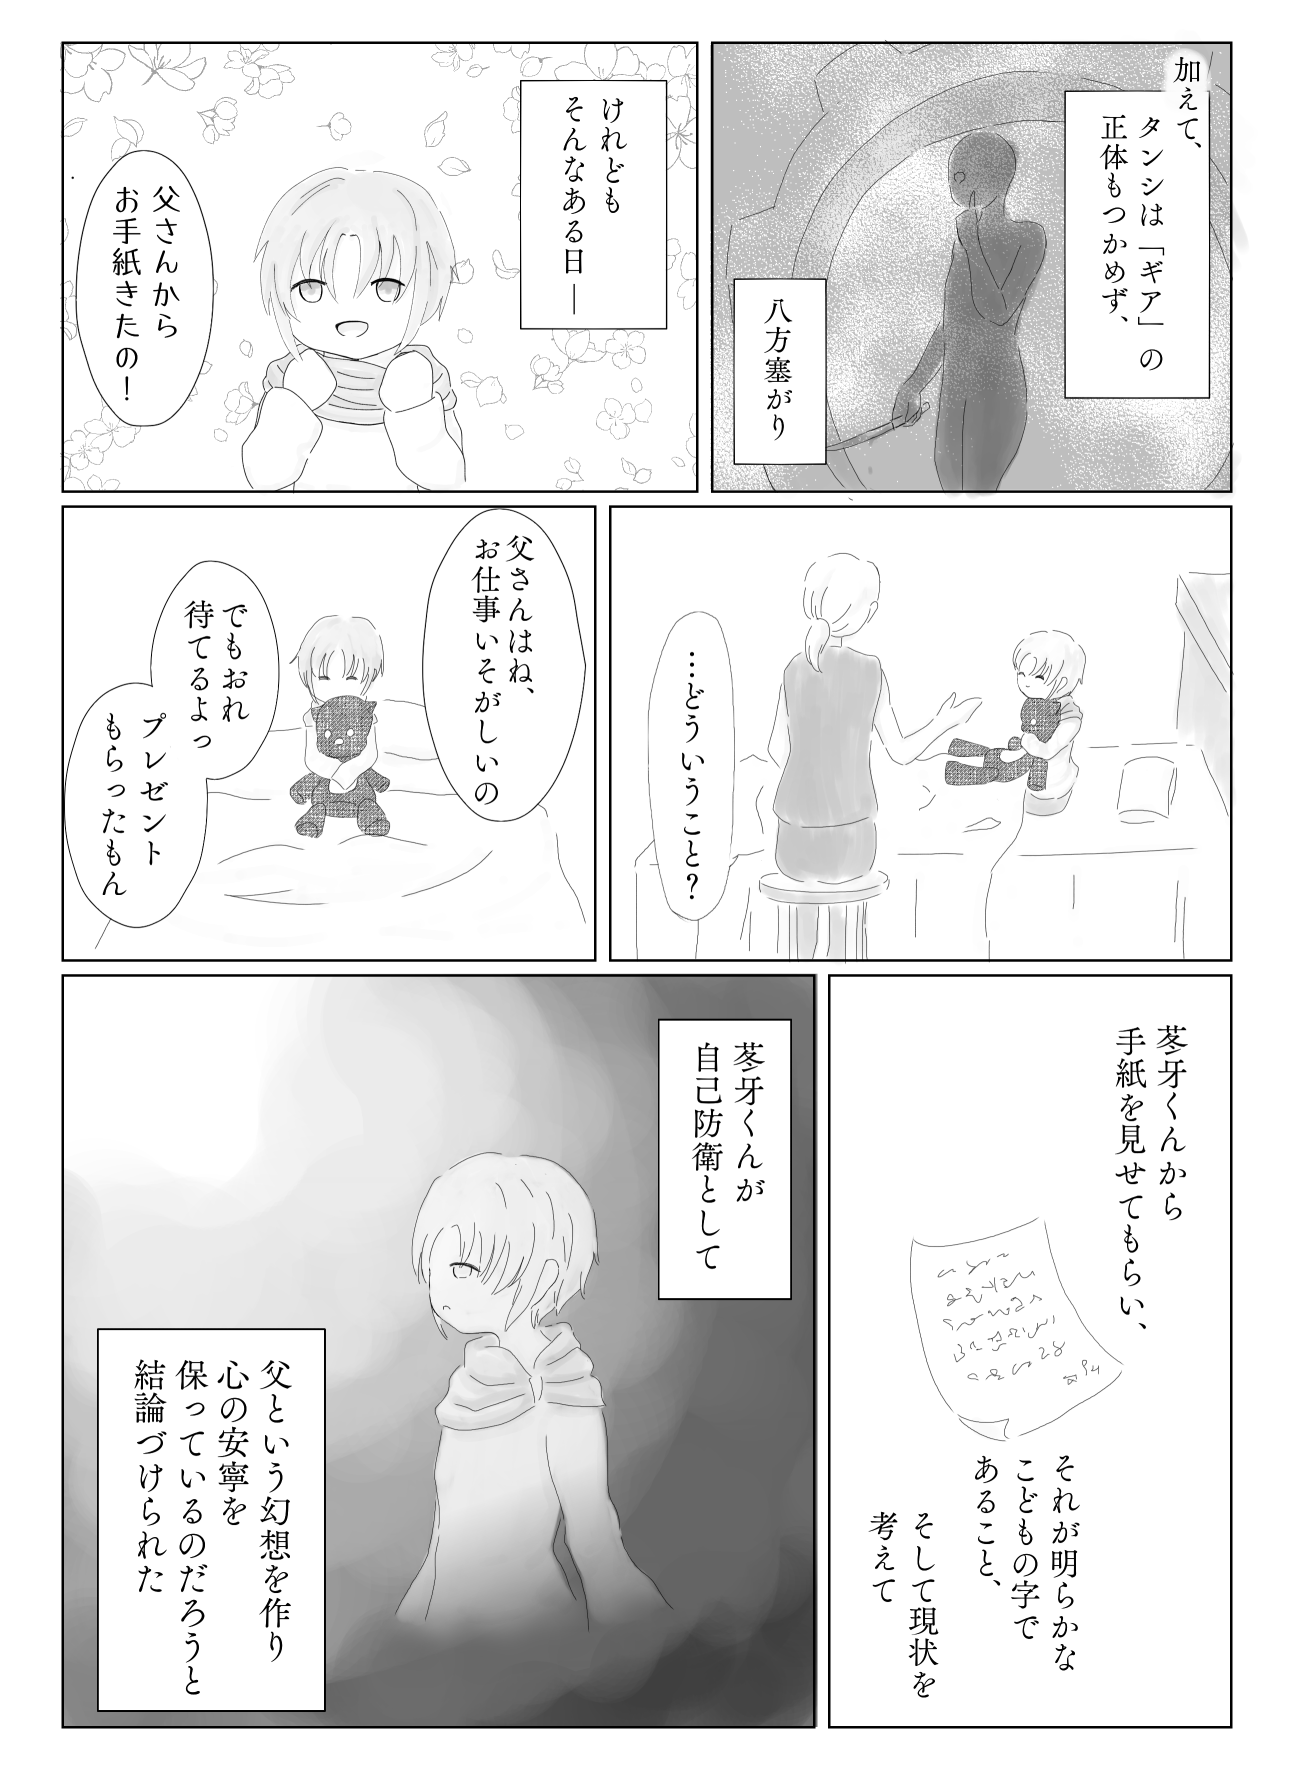 加えて、
タンシは「ギア」の
正体もつかめず、
八方塞がり
けれども
そんなある日―
父さんから
お手紙きたの！
…どういうこと？
父さんはね、
お仕事いそがしいの
でもおれ
待てるよっ
プレゼント
もらったもん
苳牙くんから
手紙を見せてもらい、
それが明らかな
こどもの字で
あること、
そして現状を
考えて
苳牙くんが
自己防衛として
父という幻想を作り
心の安寧を
保っているのだろうと
結論づけられた